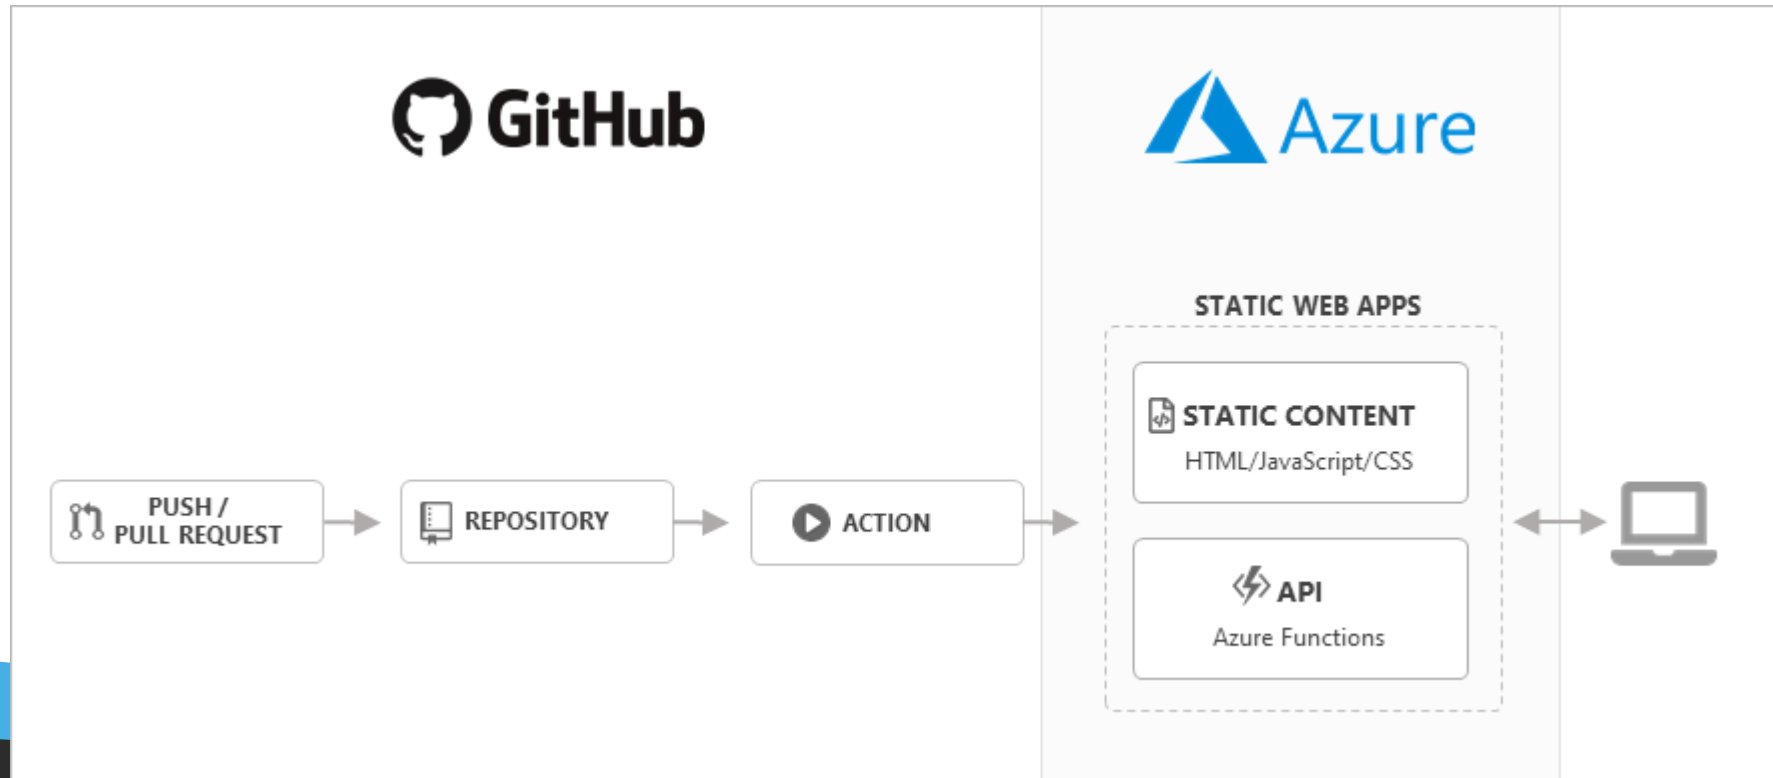 GitHub
Azure
STATIC WEB APPS
STATIC CONTENT
HTML/JavaScript/CSS
PUSH /
PULL REQUEST
REPOSITORY
ACTION
API
Azure Functions